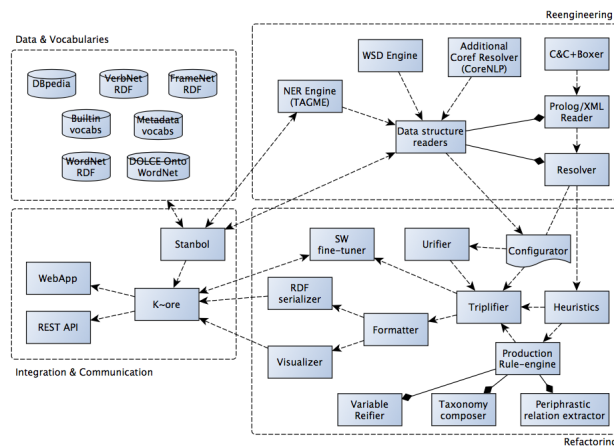 Reengineering
Data & Vocabularies
DBpedia
VerbNet
RDF
FrameNet
RDF
Builtin
vocabs
Metadata
vocabs
WordNet
RDF
DOLCE Onto
WordNet
WSD Engine
Additional
Coref Resolver
(CoreNLP)
C&C+Boxer
NER Engine
(TAGME)
Data structure
readers
Prolog/XML
Reader
Resolver
Stanbol
WebApp
K~ore
REST API
Integration & Communication
SW
fine-tuner
Urifier
Configurator
RDF
serializer
Triplifier
Heuristics
Formatter
Visualizer
Production
Rule-engine
Variable
Reifier
Taxonomy
composer
Periphrastic
relation extractor
Refactoring